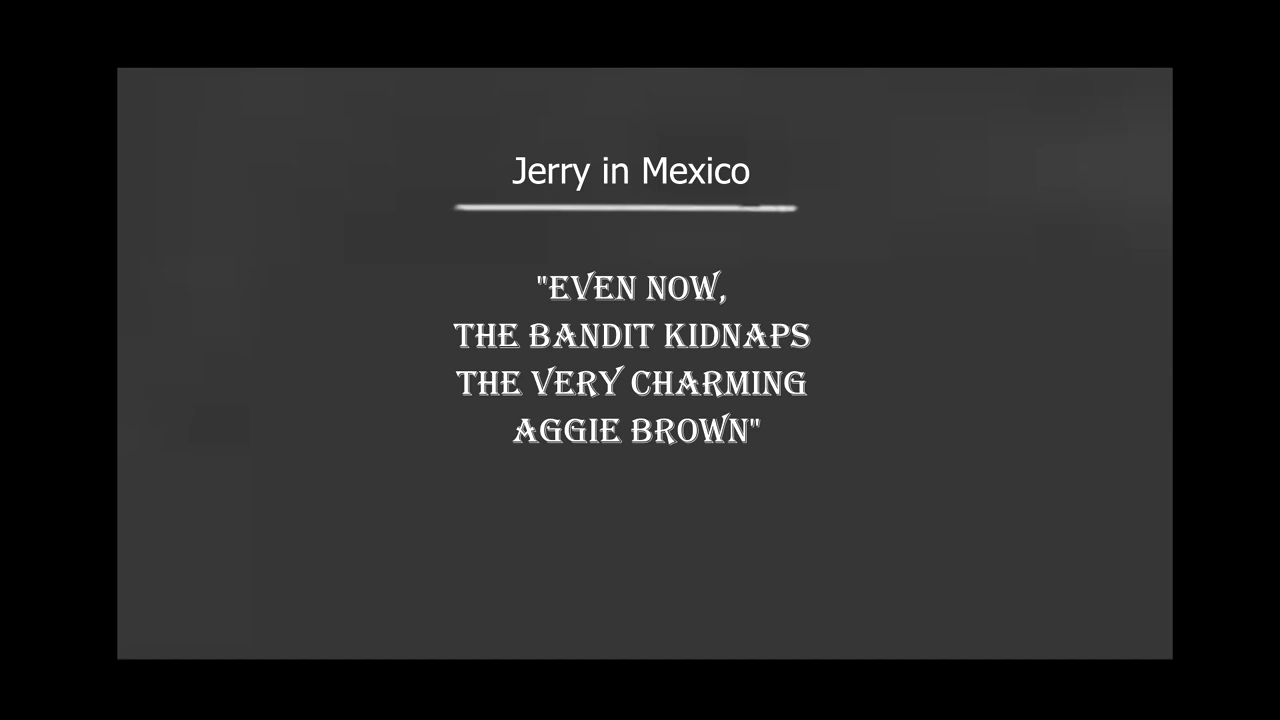 Jerry in Mexico
"EVEN NOW,
THE BANDIT KIDNAPS
THE VERY CHARMING
AGGIE BROWN"